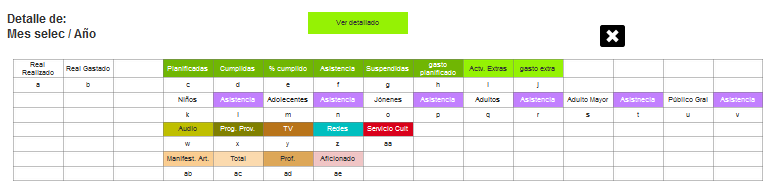 Detalle de:
Mes selec / Año
Ver detallado
Real Realizado Real Gastado Planificadas Cumplidas % cumplido Asistencia Suspendidas gasto planificado Actv. Extras gasto extra
a b c d e f g h i j
Niños Asistencia Adolecentes Asistencia Jónenes Asistencia Adultos Asistencia Adulto Mayor Asistnecia Público Gral Asistencia
k l m n o p q r s t u v
Audio Prog. Prov. TV Redes Servicio Cult
w x y z aa
Manifest. Art. Total Prof. Aficionado
ab ac ad ae